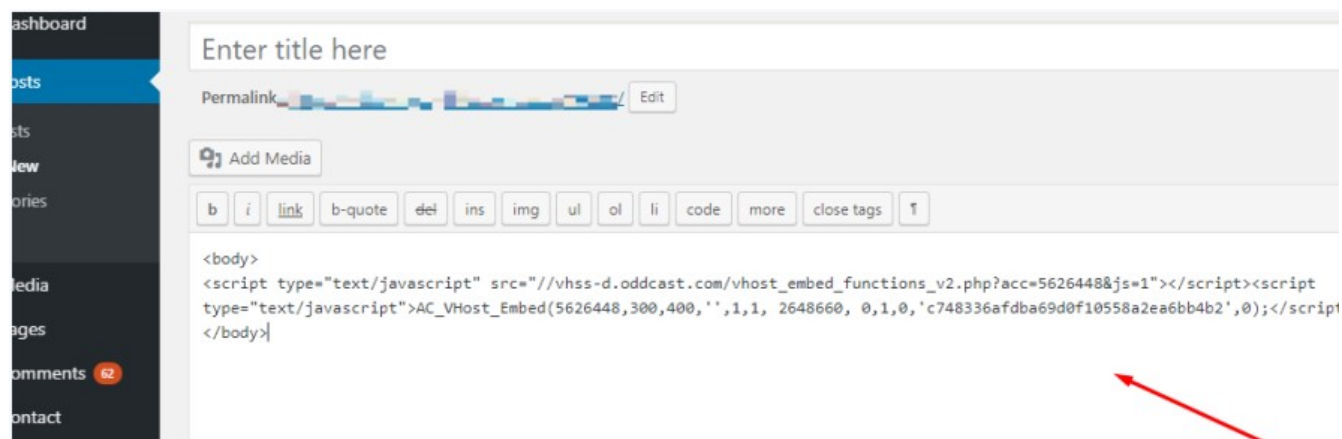 ashboard
Enter title here
osts
Permalink
Edit
sts
New
Add Media
ories
b i link b-quote del ins img ul ol li code more close tags ¶
<body>
edia
<script type="text/javascript" src="//vhss-d.oddcast.com/vhost_embed_functions_v2.php?acc=5626448&js=1"></script><script
type="text/javascript">AC_VHost_Embed(5626448,300,400,'',1,1, 2648660, 0,1,0,'c748336afdba69d0f10558a2ea6bb4b2',0);</script
ages
</body>
omments 62
ontact